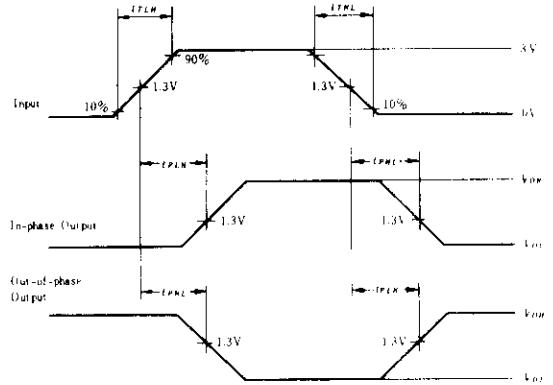 tTLH
tTHL
90%
3V
1.3V
1.3V
Input
10%
10%
0V
tPLH
tPHL
VOH
In-phase Output
1.3V
1.3V
VOL
tPHL
tPLH
Out-of-phase
Output
VOH
1.3V
1.3V
VOL